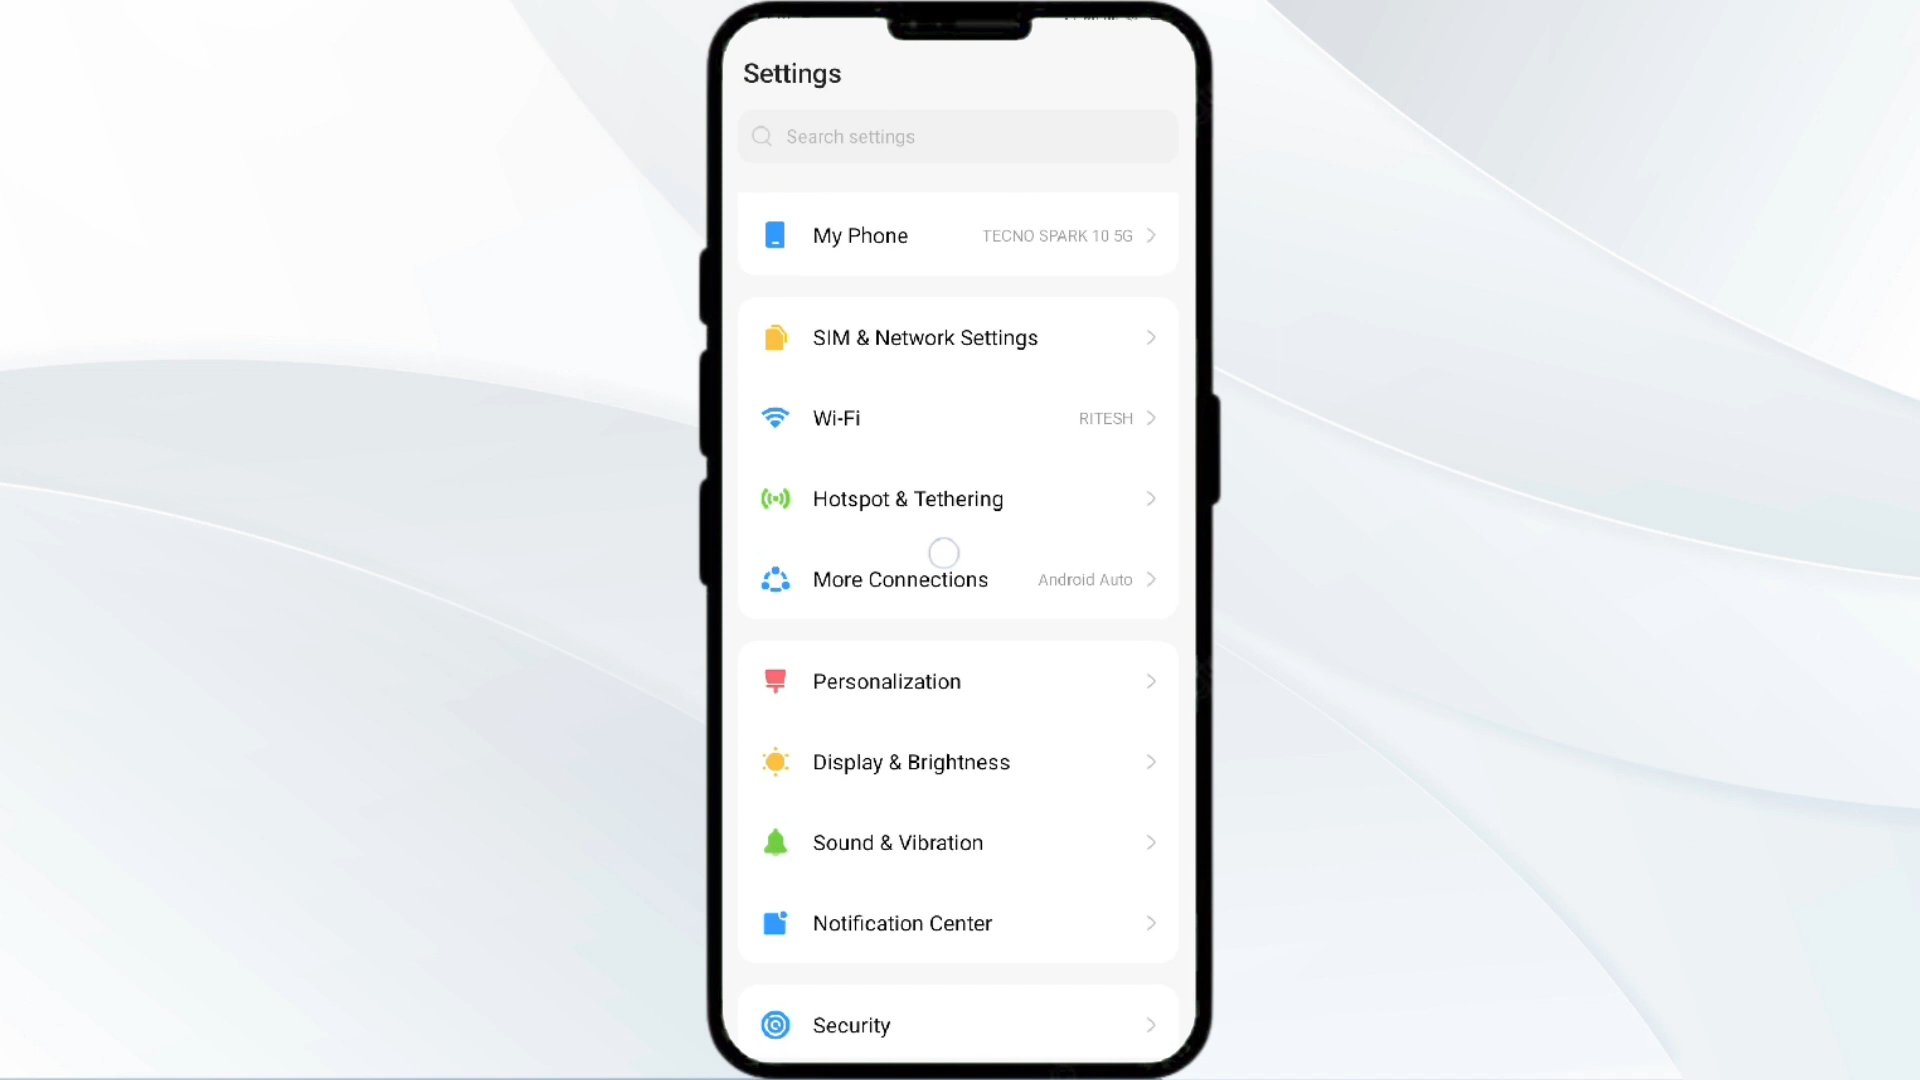 Settings
Search settings
My Phone TECNO SPARK 10 5G
SIM & Network Settings
Wi-Fi RITESH
Hotspot & Tethering
More Connections Android Auto
Personalization
Display & Brightness
Sound & Vibration
Notification Center
Security